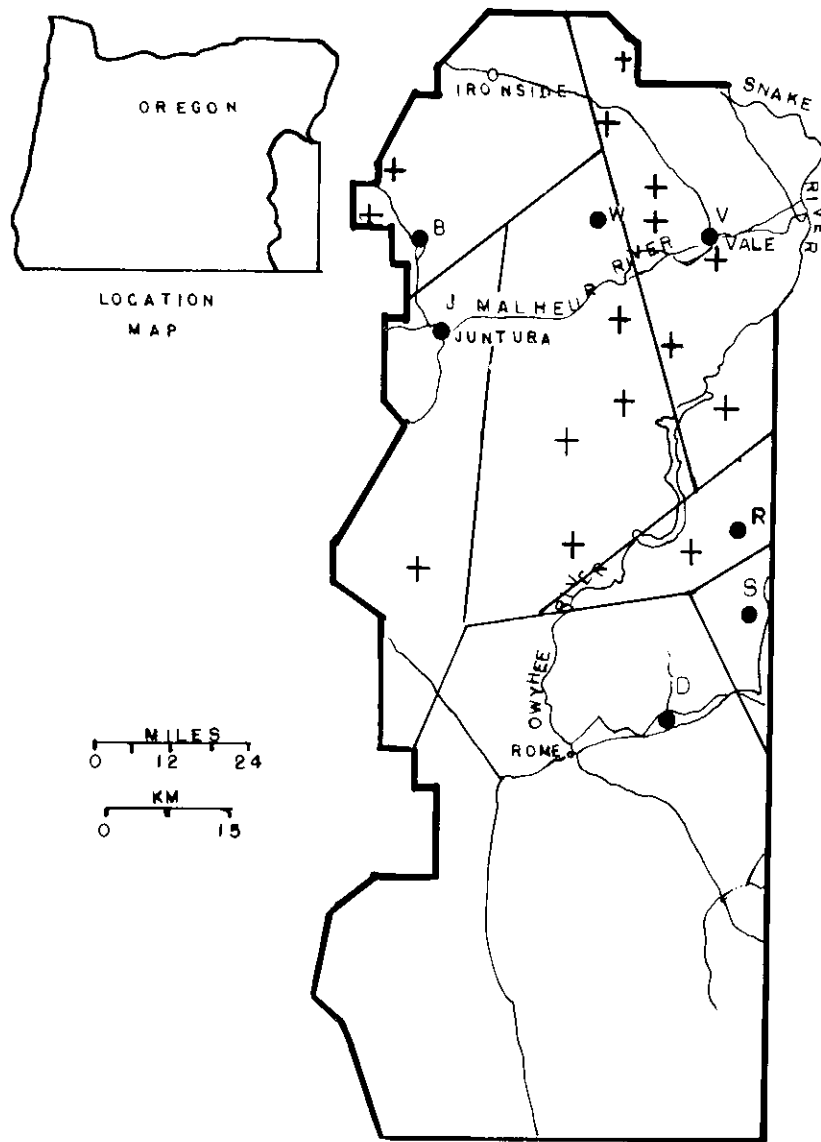 OREGON
LOCATION
MAP
IRONSIDE
SNAKE
RIVER
B
W
V
VALE
MALHEUR RIVER
J
JUNTURA
R
S
OWYHEE
RIVER
D
ROME
MILES
0 12 24
KM
0 15